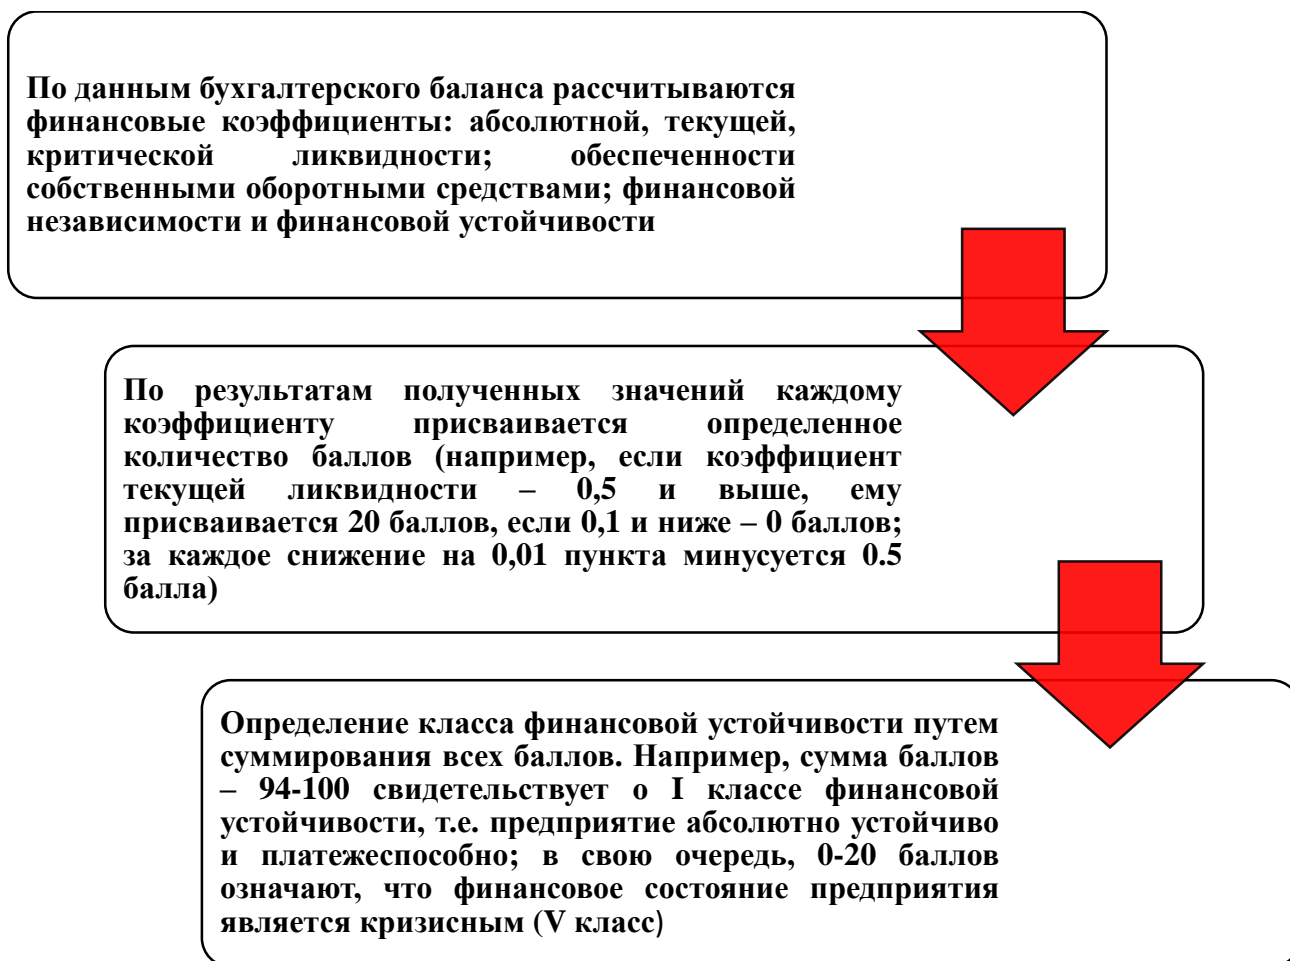 По данным бухгалтерского баланса рассчитываются
финансовые коэффициенты: абсолютной, текущей,
критической ликвидности; обеспеченности
собственными оборотными средствами; финансовой
независимости и финансовой устойчивости
По результатам полученных значений каждому
коэффициенту присваивается определенное
количество баллов (например, если коэффициент
текущей ликвидности – 0,5 и выше, ему
присваивается 20 баллов, если 0,1 и ниже – 0 баллов;
за каждое снижение на 0,01 пункта минусуется 0.5
балла)
Определение класса финансовой устойчивости путем
суммирования всех баллов. Например, сумма баллов
– 94-100 свидетельствует о I классе финансовой
устойчивости, т.е. предприятие абсолютно устойчиво
и платежеспособно; в свою очередь, 0-20 баллов
означают, что финансовое состояние предприятия
является кризисным (V класс)